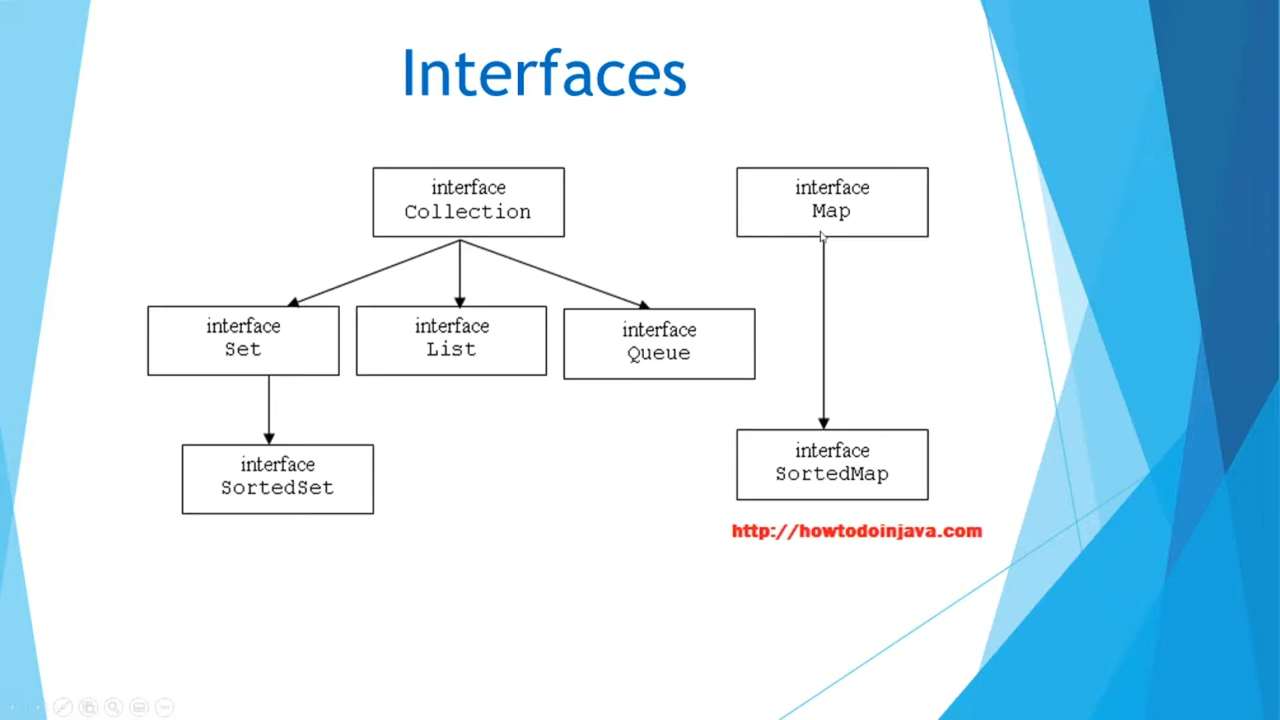 Interfaces
interface
Collection
interface
Map
interface
Set
interface
List
interface
Queue
interface
SortedSet
interface
SortedMap
http://howtodoinjava.com